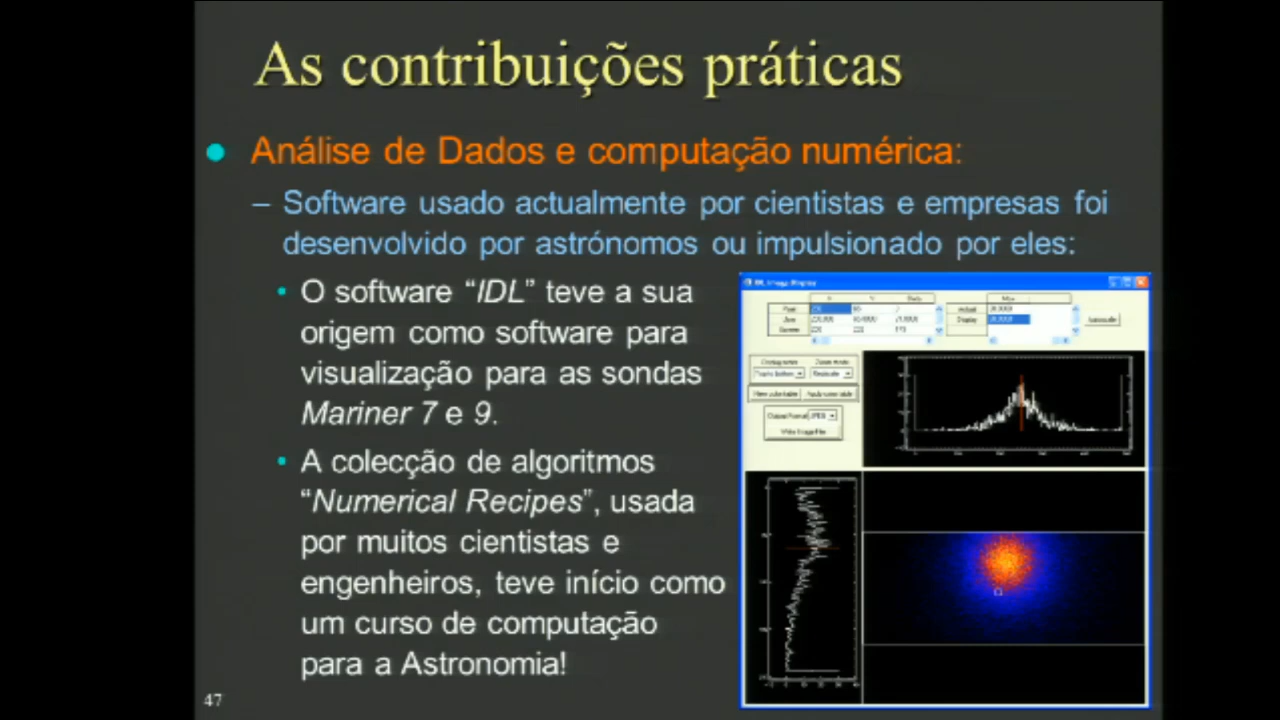 As contribuições práticas
Análise de Dados e computação numérica:
– Software usado actualmente por cientistas e empresas foi
desenvolvido por astrónomos ou impulsionado por eles:
• O software “IDL” teve a sua
origem como software para
visualização para as sondas
Mariner 7 e 9.
• A colecção de algoritmos
“Numerical Recipes”, usada
por muitos cientistas e
engenheiros, teve início como
um curso de computação
para a Astronomia!
47
IDL Image Display